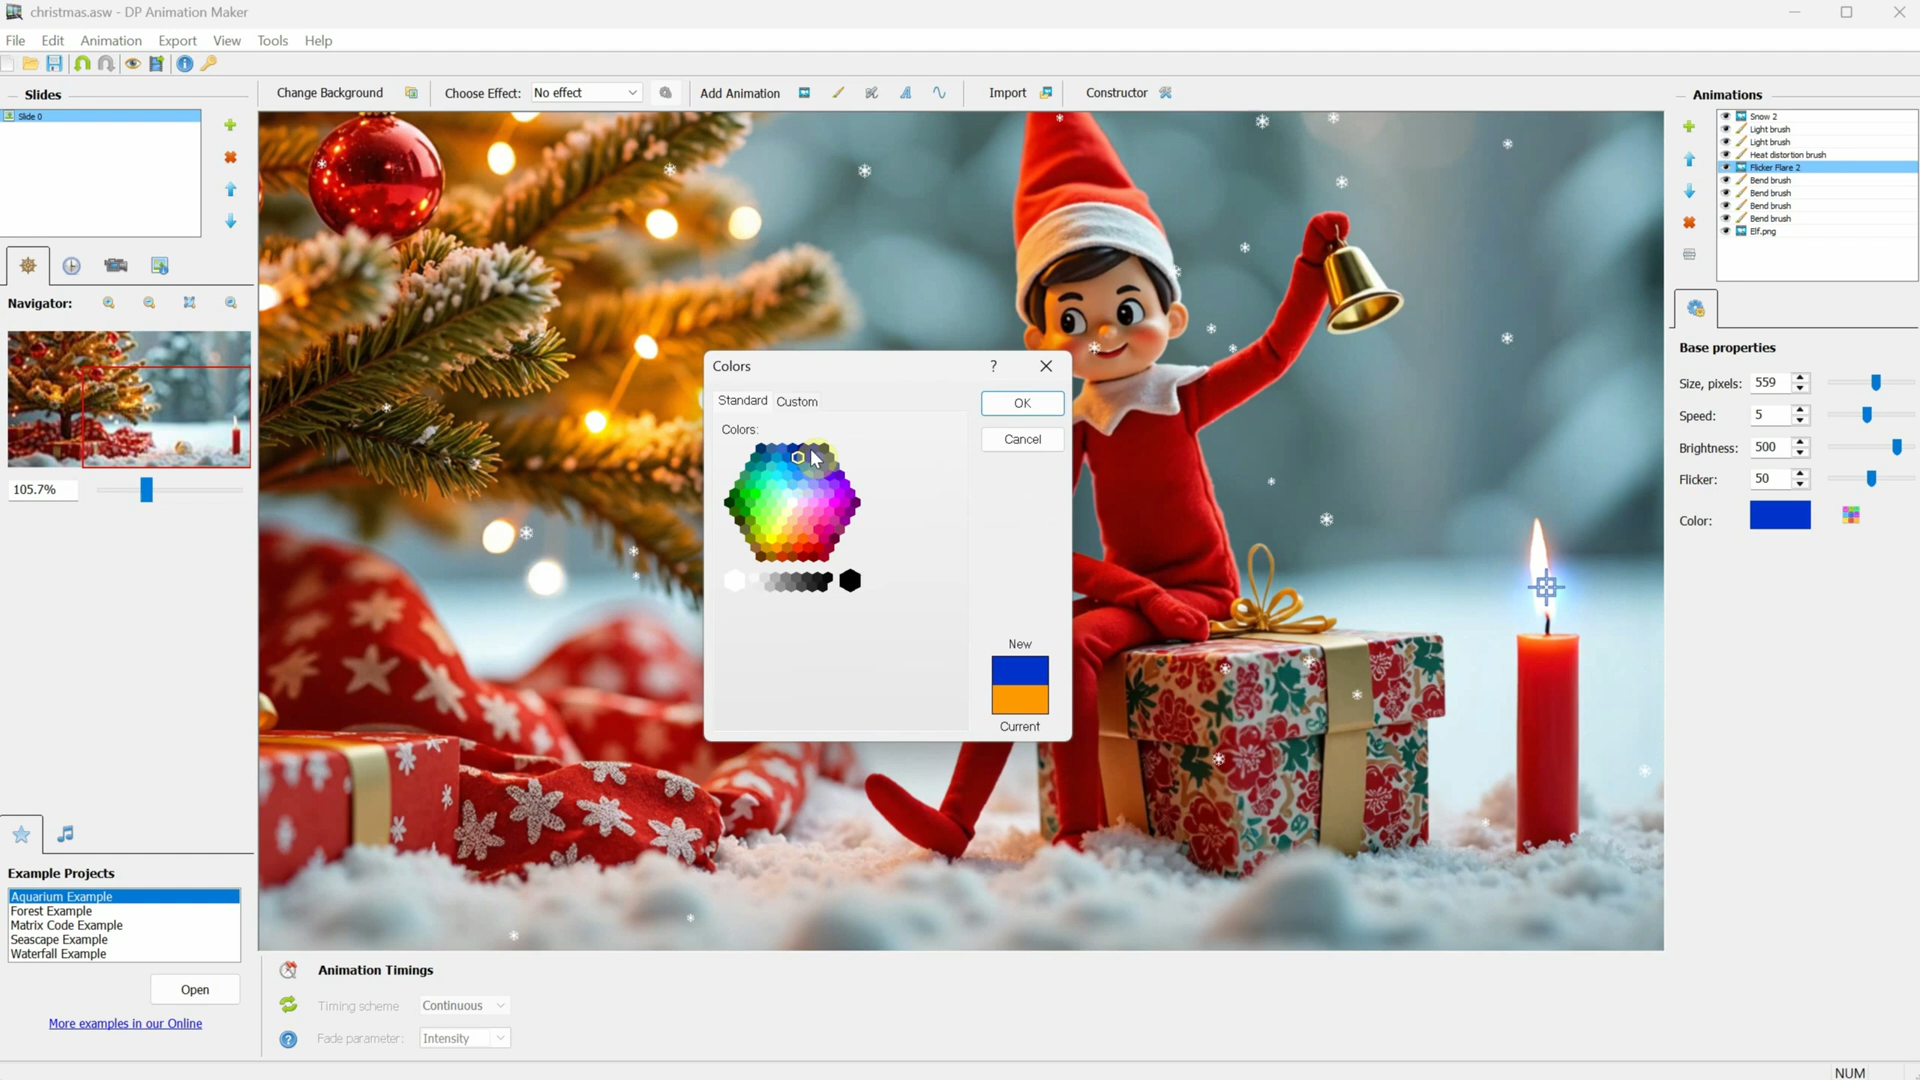 christmas.asw - DP Animation Maker
File Edit Animation Export View Tools Help
Slides
Slide 0
Change Background
Choose Effect: No effect
Add Animation
Import
Constructor
Animations
Snow 2
Light brush
Light brush
Heat distortion brush
Flicker Flare 2
Bend brush
Bend brush
Bend brush
Bend brush
Elf.png
Navigator:
105.7%
Base properties
Size, pixels: 559
Speed: 5
Brightness: 500
Flicker: 50
Color:
Colors ?
Standard Custom
Colors:
OK
Cancel
New
Current
Example Projects
Aquarium Example
Forest Example
Matrix Code Example
Seascape Example
Waterfall Example
Open
More examples in our Online
Animation Timings
Timing scheme Continuous
Fade parameter: Intensity
NUM